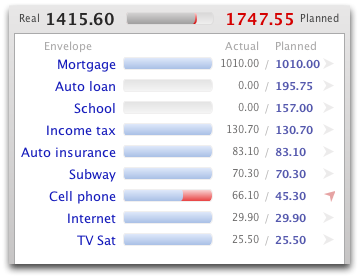 Real 1415.60 1747.55 Planned
Envelope Actual Planned
Mortgage 1010.00 / 1010.00
Auto loan 0.00 / 195.75
School 0.00 / 157.00
Income tax 130.70 / 130.70
Auto insurance 83.10 / 83.10
Subway 70.30 / 70.30
Cell phone 66.10 / 45.30
Internet 29.90 / 29.90
TV Sat 25.50 / 25.50